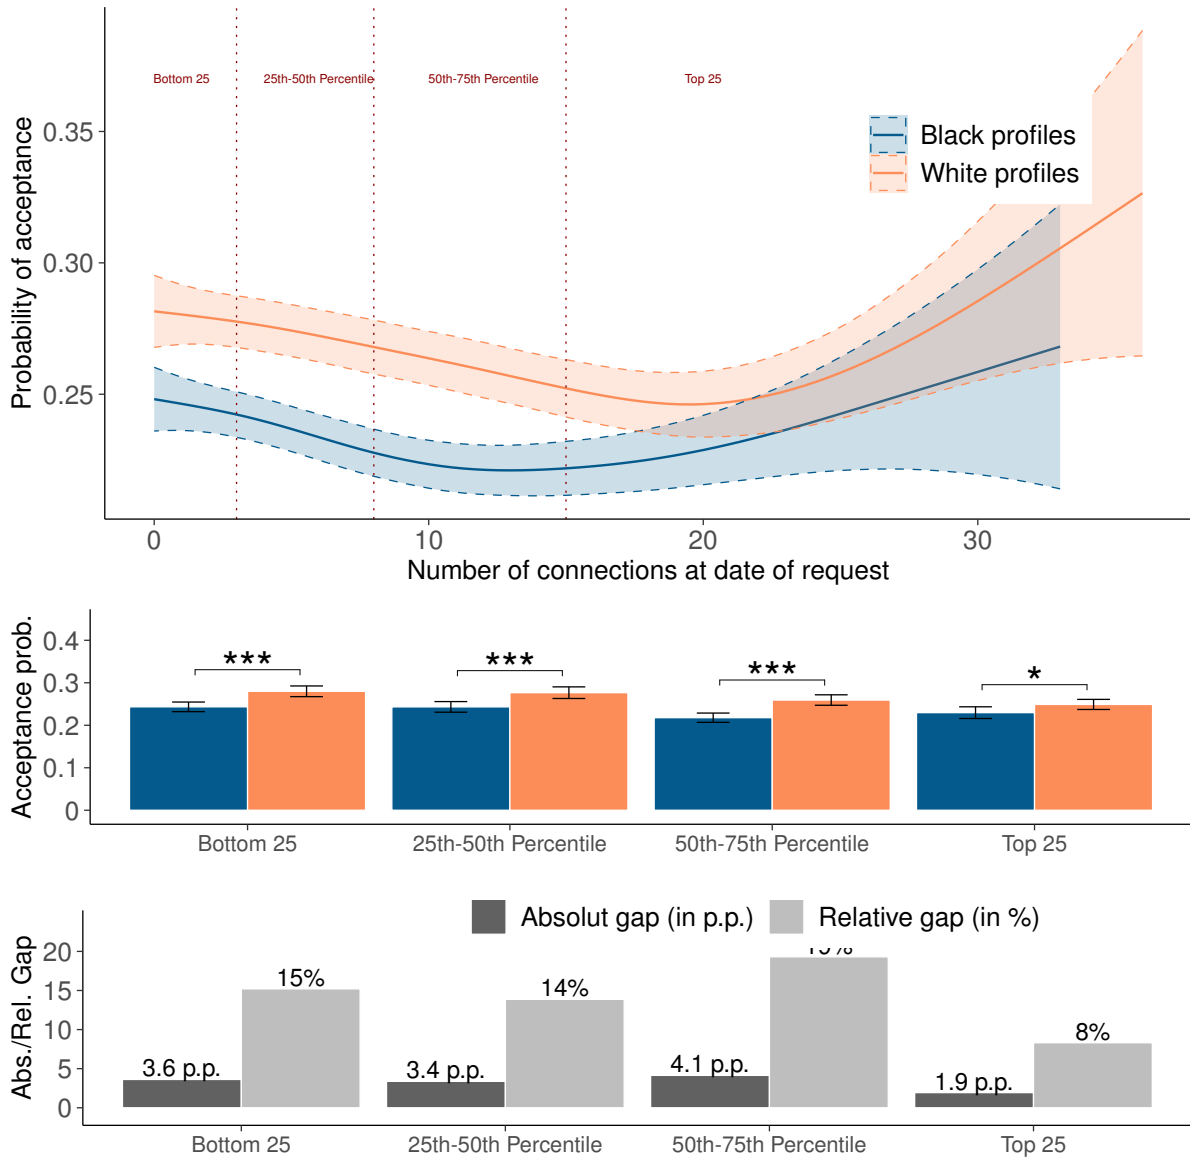 Bottom 25
25th-50th Percentile
50th-75th Percentile
Top 25
Black profiles
White profiles
Probability of acceptance
0.35
0.30
0.25
0
10
20
30
Number of connections at date of request
Acceptance prob.
0.4
0.3
0.2
0.1
0
***
***
***
*
Bottom 25
25th-50th Percentile
50th-75th Percentile
Top 25
Absolut gap (in p.p.)
Relative gap (in %)
Abs./Rel. Gap
20
15
10
5
0
3.6 p.p.
15%
3.4 p.p.
14%
4.1 p.p.
1.9 p.p.
8%
Bottom 25
25th-50th Percentile
50th-75th Percentile
Top 25